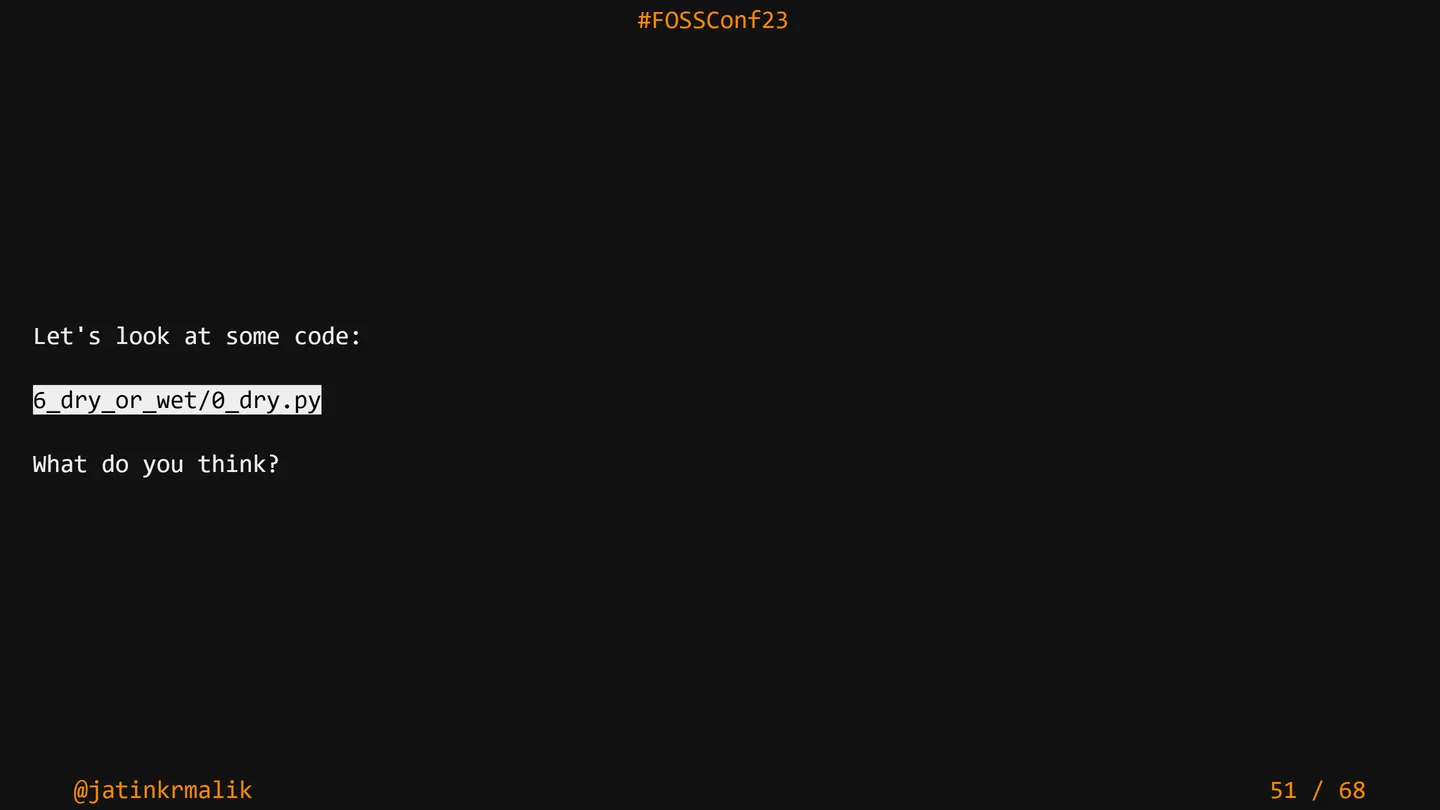 #FOSSConf23
Let's look at some code:
6_dry_or_wet/0_dry.py
What do you think?
@jatinkrmalik
51 / 68